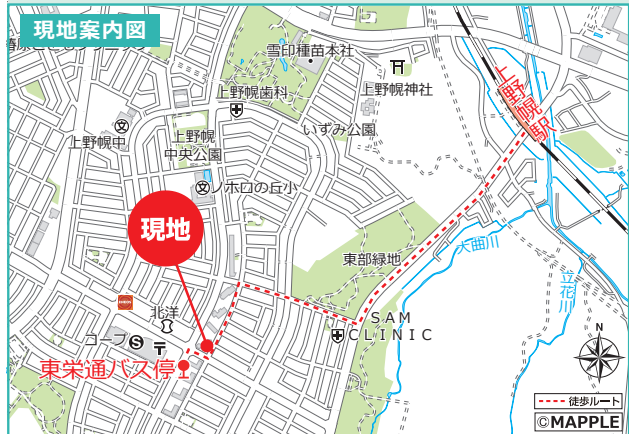 現地案内図
雪印種苗本社
上野幌神社
上野幌駅
上野幌歯科
いずみ公園
上野幌中
上野幌
中央公園
ノホロの丘小
現地
東部緑地
大曲川
立花川
北洋
SAM
CLINIC
コープ
東栄通バス停
N
徒歩ルート
©MAPPLE